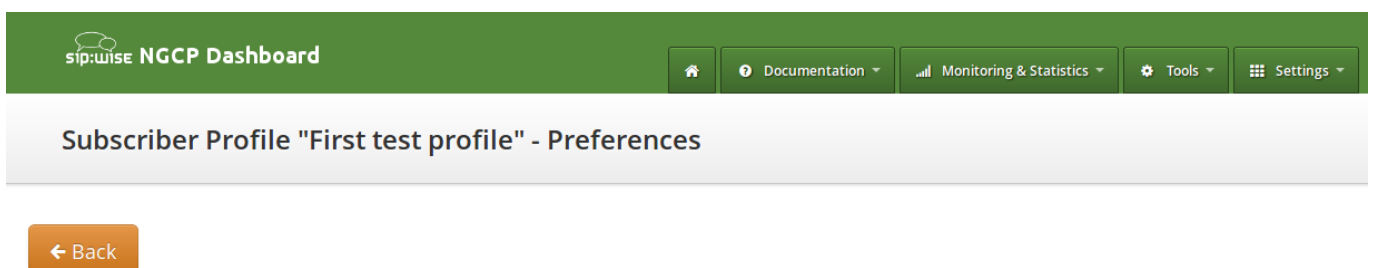 sip:wise NGCP Dashboard
Documentation Monitoring & Statistics Tools Settings
Subscriber Profile "First test profile" - Preferences
Back